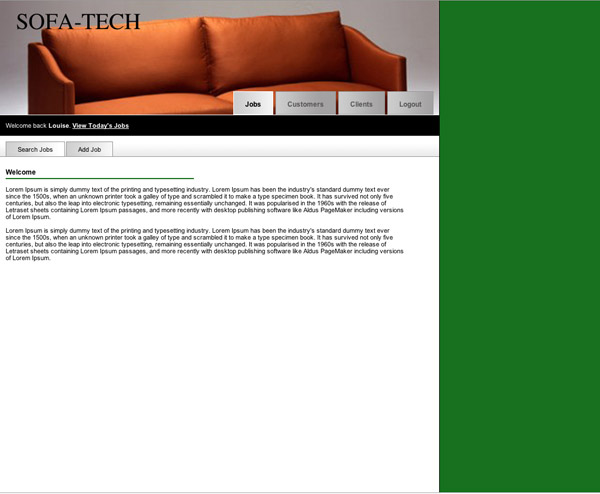 SOFA-TECH
Jobs Customers Clients Logout
Welcome back Louise. View Today's Jobs
Search Jobs Add Job
Welcome
Lorem Ipsum is simply dummy text of the printing and typesetting industry. Lorem Ipsum has been the industry's standard dummy text ever
since the 1500s, when an unknown printer took a galley of type and scrambled it to make a type specimen book. It has survived not only five
centuries, but also the leap into electronic typesetting, remaining essentially unchanged. It was popularised in the 1960s with the release of
Letraset sheets containing Lorem Ipsum passages, and more recently with desktop publishing software like Aldus PageMaker including versions
of Lorem Ipsum.
Lorem Ipsum is simply dummy text of the printing and typesetting industry. Lorem Ipsum has been the industry's standard dummy text ever
since the 1500s, when an unknown printer took a galley of type and scrambled it to make a type specimen book. It has survived not only five
centuries, but also the leap into electronic typesetting, remaining essentially unchanged. It was popularised in the 1960s with the release of
Letraset sheets containing Lorem Ipsum passages, and more recently with desktop publishing software like Aldus PageMaker including versions
of Lorem Ipsum.